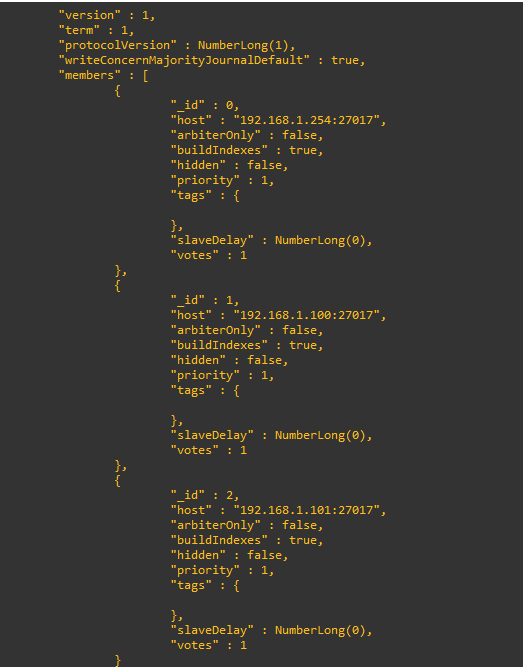 "version" : 1,
"term" : 1,
"protocolVersion" : NumberLong(1),
"writeConcernMajorityJournalDefault" : true,
"members" : [
{
"_id" : 0,
"host" : "192.168.1.254:27017",
"arbiterOnly" : false,
"buildIndexes" : true,
"hidden" : false,
"priority" : 1,
"tags" : {
},
"slaveDelay" : NumberLong(0),
"votes" : 1
},
{
"_id" : 1,
"host" : "192.168.1.100:27017",
"arbiterOnly" : false,
"buildIndexes" : true,
"hidden" : false,
"priority" : 1,
"tags" : {
},
"slaveDelay" : NumberLong(0),
"votes" : 1
},
{
"_id" : 2,
"host" : "192.168.1.101:27017",
"arbiterOnly" : false,
"buildIndexes" : true,
"hidden" : false,
"priority" : 1,
"tags" : {
},
"slaveDelay" : NumberLong(0),
"votes" : 1
}